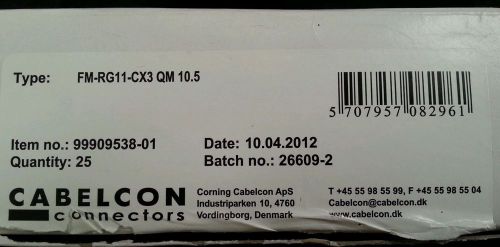 Type: FM-RG11-CX3 QM 10.5
5 707957 082961
Item no.: 99909538-01 Date: 10.04.2012
Quantity: 25 Batch no.: 26609-2
CABELCON
connectors
Corning Cabelcon ApS
Industriparken 10, 4760
Vordingborg, Denmark
T +45 55 98 55 99, F +45 55 98 55 04
Cabelcon@cabelcon.dk
www.cabelcon.dk